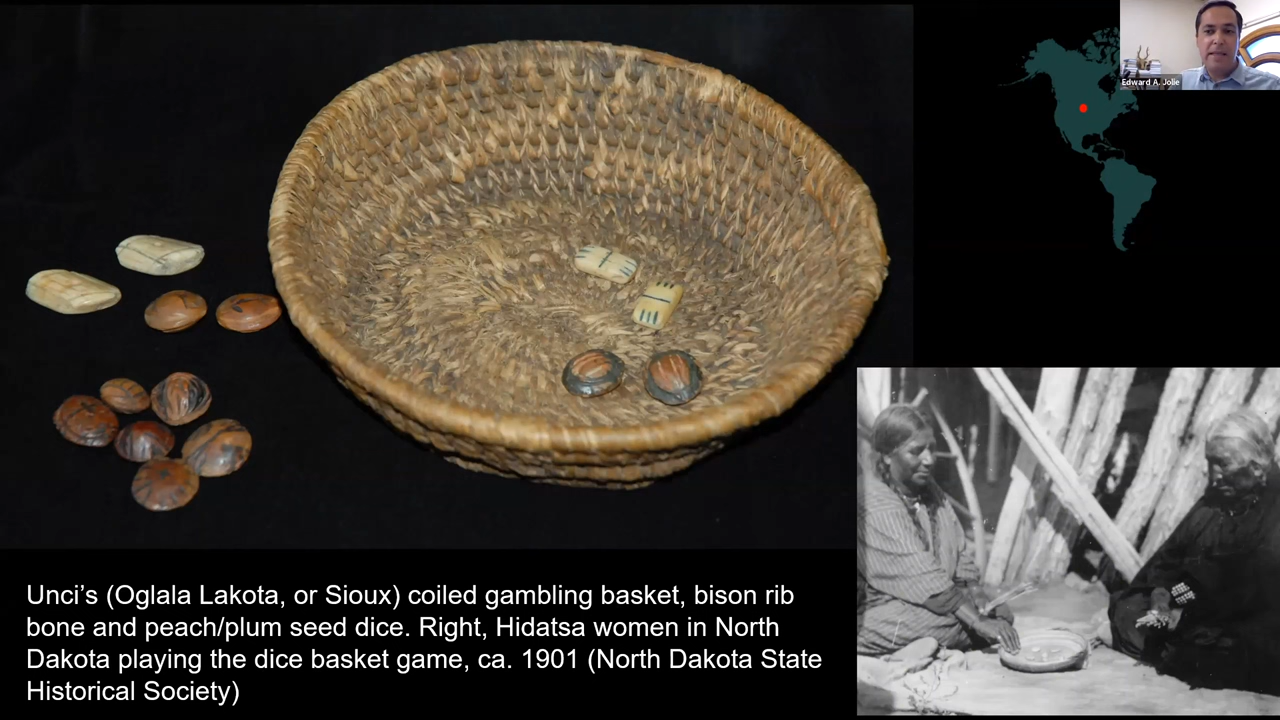 Edward A. Jolie
Unci's (Oglala Lakota, or Sioux) coiled gambling basket, bison rib
bone and peach/plum seed dice. Right, Hidatsa women in North
Dakota playing the dice basket game, ca. 1901 (North Dakota State
Historical Society)